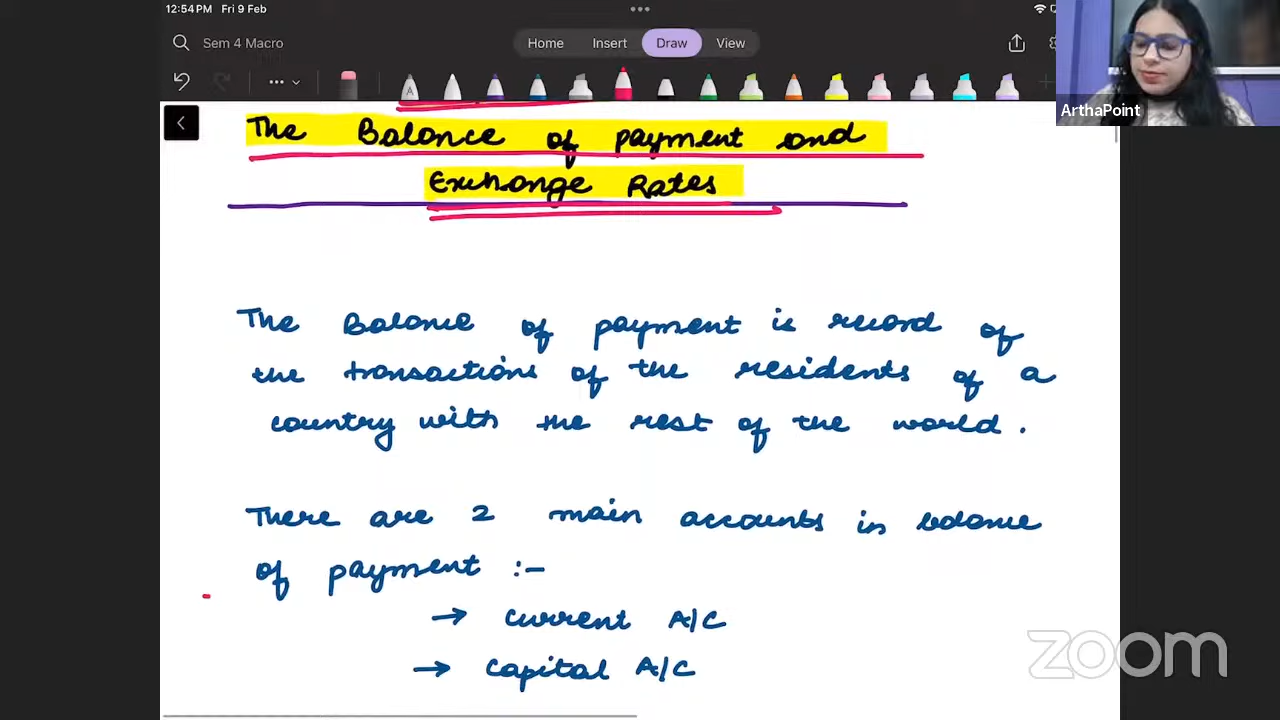 12:54PM Fri 9 Feb
Sem 4 Macro
Home Insert Draw View
A
ArthaPoint
The Balance of payment and
Exchange Rates
The Balance of payment is record of
the transactions of the residents of a
country with the rest of the world.
There are 2 main accounts in balance
of payment :-
→ Current A/C
→ Capital A/C
zoom